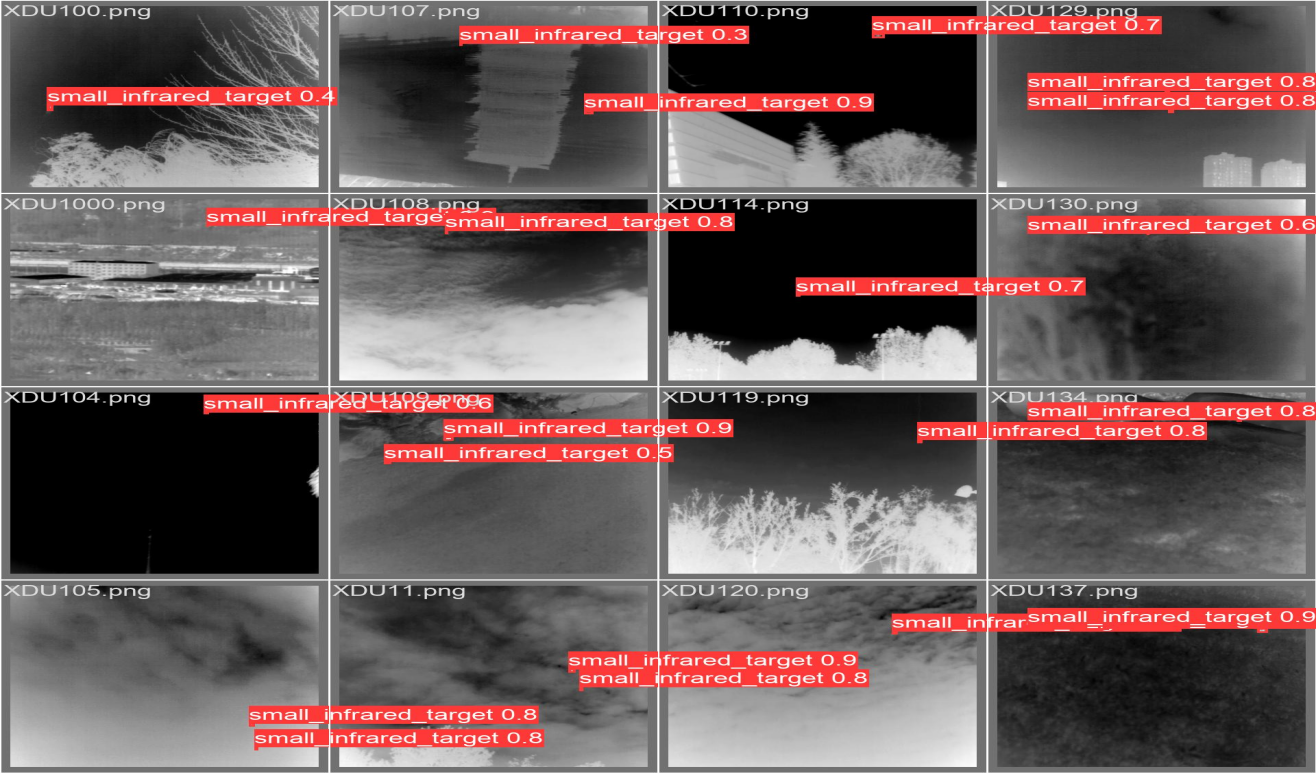 XDU100.png
small_infrared_target 0.4
XDU107.png
small_infrared_target 0.3
small_infrared_target 0.9
XDU110.png
small_infrared_target 0.7
XDU129.png
small_infrared_target 0.8
small_infrared_target 0.8
XDU1000.png
small_infrared_targe
XDU108.png
small_infrared_target 0.8
XDU114.png
small_infrared_target 0.7
XDU130.png
small_infrared_target 0.6
XDU104.png
small_infrared_target 0.6
XDU109.png
small_infrared_target 0.9
small_infrared_target 0.5
XDU119.png
small_infrared_target 0.8
XDU134.png
small_infrared_target 0.8
XDU105.png
small_infrared_target 0.8
small_infrared_target 0.8
XDU11.png
small_infrared_target 0.9
small_infrared_target 0.8
XDU120.png
small_infrar
XDU137.png
small_infrared_target 0.9